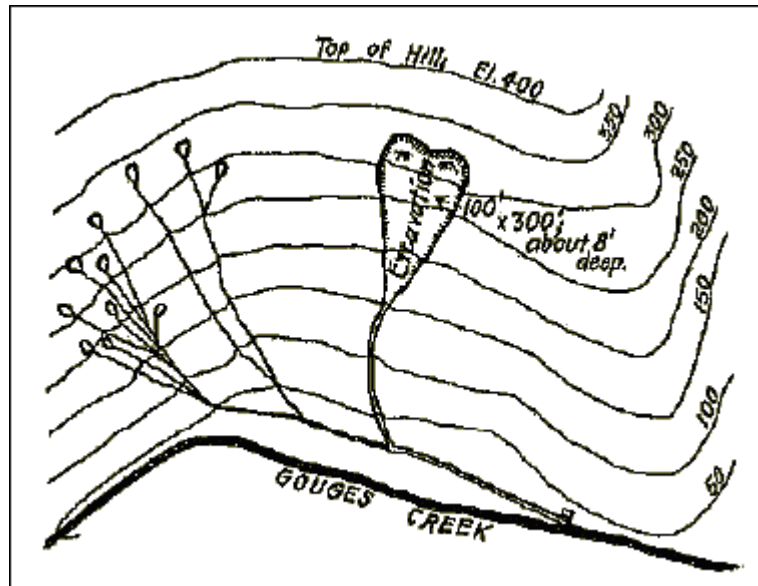 Top of Hill, El. 400
350
300
250
200
150
100
50
Excavation
100'
x 300';
about 8'
deep.
GOUGES CREEK